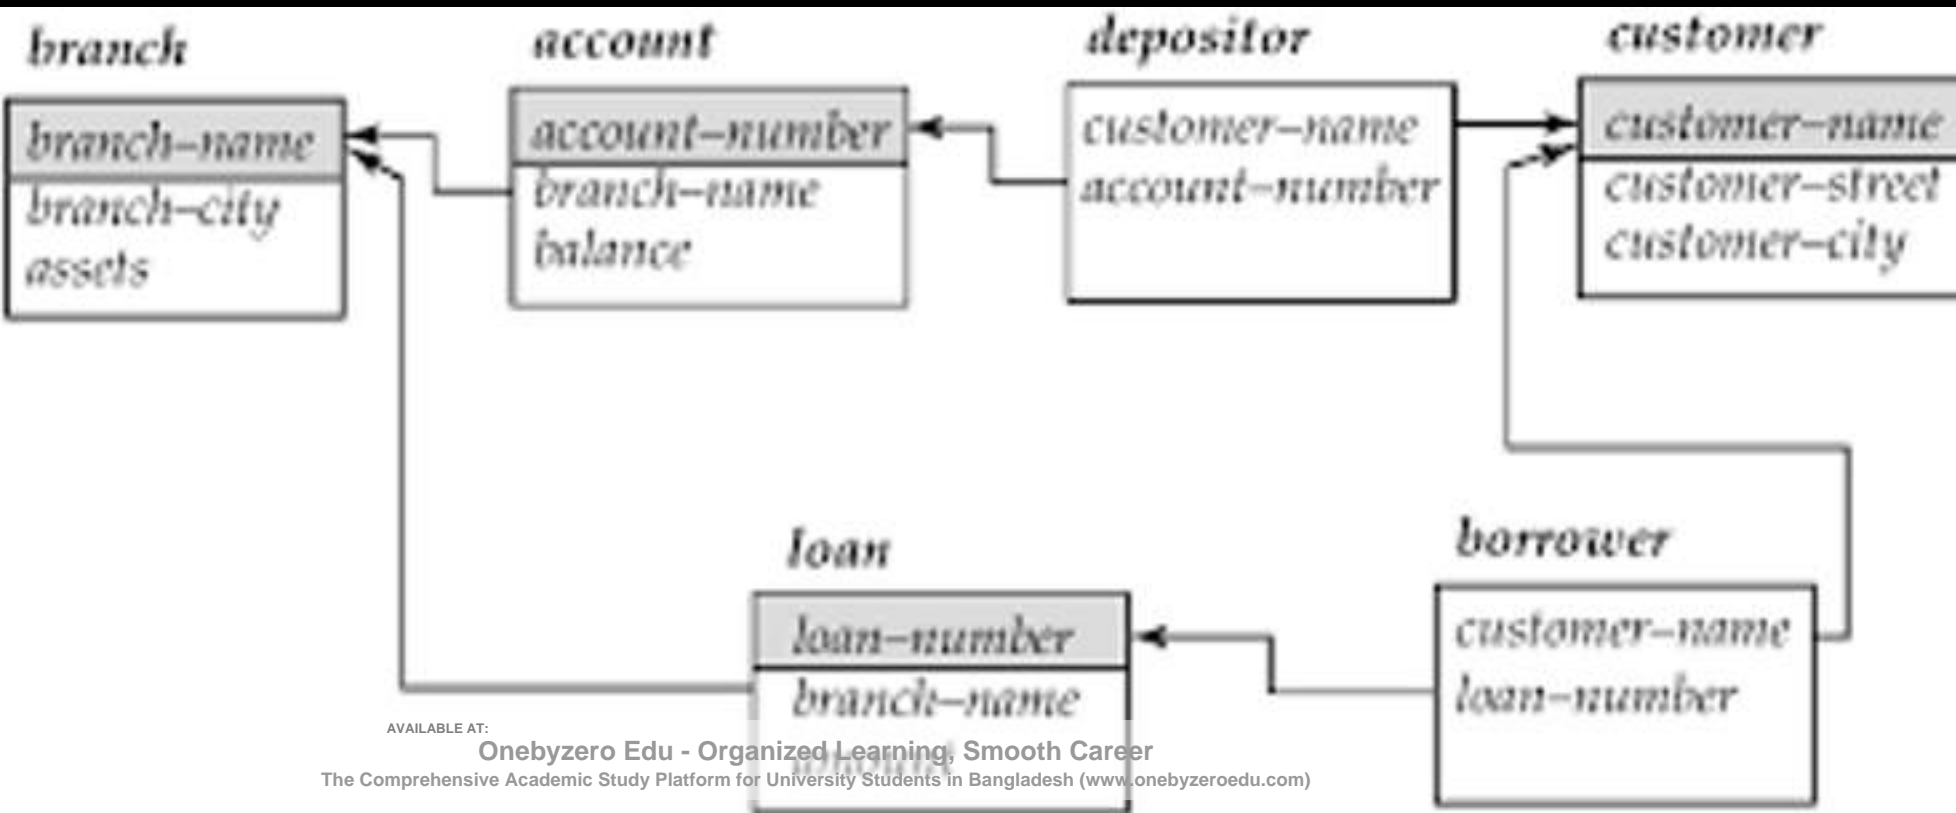 branch
branch–name
branch–city
assets
account
account–number
branch–name
balance
depositor
customer–name
account–number
customer
customer–name
customer–street
customer–city
loan
loan–number
branch–name
borrower
customer–name
loan–number
AVAILABLE AT:
Onebyzero Edu - Organized Learning, Smooth Career
The Comprehensive Academic Study Platform for University Students in Bangladesh (www.onebyzeroedu.com)